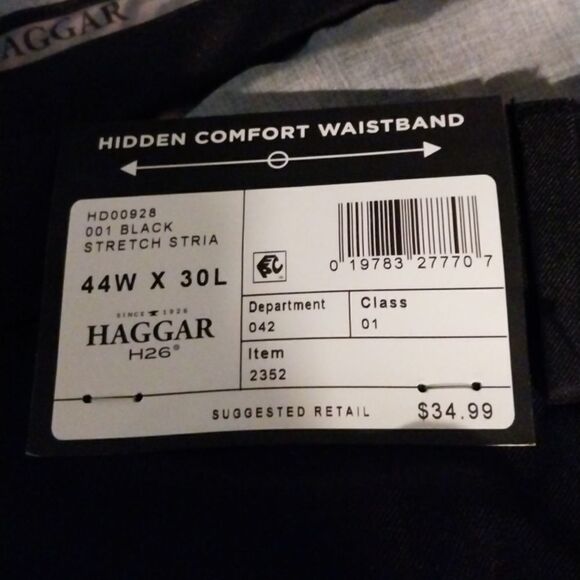 HAGGAR
HIDDEN COMFORT WAISTBAND
HD00928
001 BLACK
STRETCH STRIA
44W X 30L
SINCE 1926
HAGGAR
H26®
0 19783 27770 7
Department
042
Class
01
Item
2352
SUGGESTED RETAIL $34.99